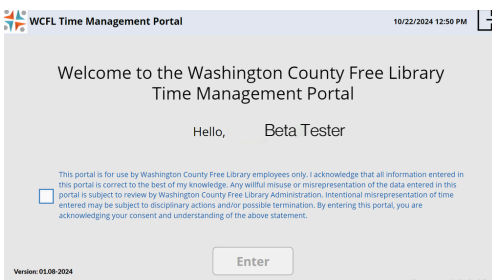 WCFL Time Management Portal
10/22/2024 12:50 PM
Welcome to the Washington County Free Library
Time Management Portal
Hello, Beta Tester
This portal is for use by Washington County Free Library employees only. I acknowledge that all information entered in
this portal is correct to the best of my knowledge. Any willful misuse or misrepresentation of the data entered in this
portal is subject to review by Washington County Free Library Administration. Intentional misrepresentation of time
entered may be subject to disciplinary actions and/or possible termination. By entering this portal, you are
acknowledging your consent and understanding of the above statement.
Enter
Version: 01.08-2024